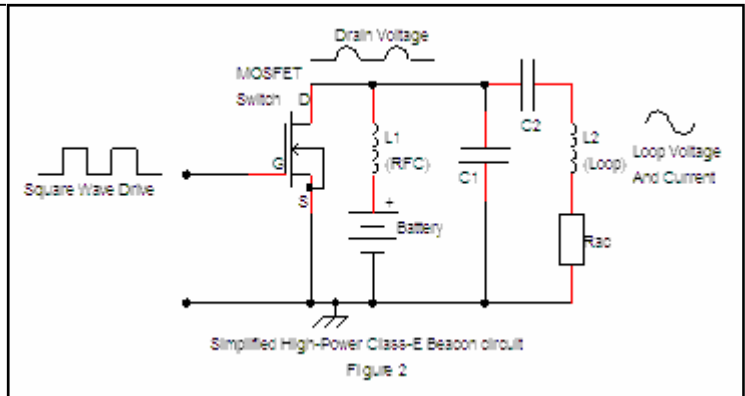 Drain Voltage
MOSFET
Switch
D
C2
L1
(RFC)
L2
(Loop)
Loop Voltage
And Current
G
C1
Square Wave Drive
S
+
Battery
Rac
Simplified High-Power Class-E Beacon circuit
Figure 2